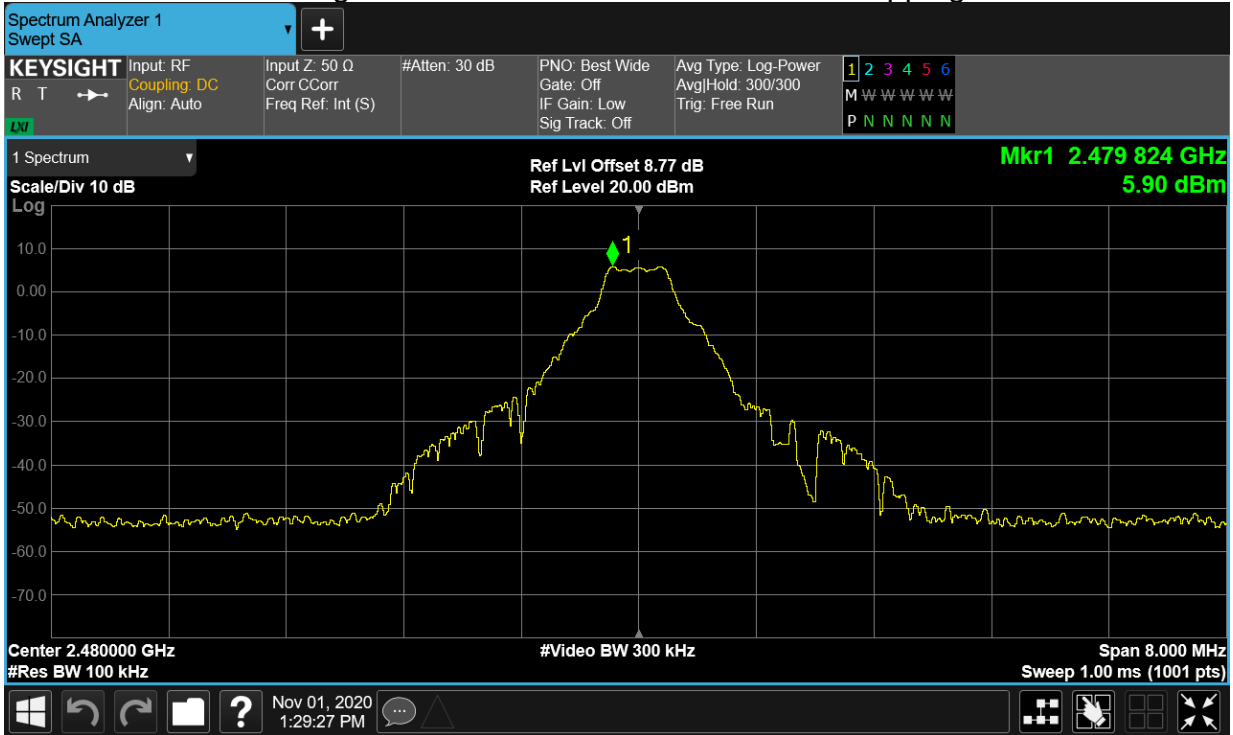 Spectrum Analyzer 1
Swept SA
+
KEYSIGHT
R T
LXI
Input: RF
Coupling: DC
Align: Auto
Input Z: 50 Ω
Corr CCorr
Freq Ref: Int (S)
#Atten: 30 dB
PNO: Best Wide
Gate: Off
IF Gain: Low
Sig Track: Off
Avg Type: Log-Power
Avg|Hold: 300/300
Trig: Free Run
1 2 3 4 5 6
M W W W W W
P N N N N N
1 Spectrum
Scale/Div 10 dB
Log
Ref Lvl Offset 8.77 dB
Ref Level 20.00 dBm
Mkr1 2.479 824 GHz
5.90 dBm
1
10.0
0.00
-10.0
-20.0
-30.0
-40.0
-50.0
-60.0
-70.0
Center 2.480000 GHz
#Res BW 100 kHz
#Video BW 300 kHz
Span 8.000 MHz
Sweep 1.00 ms (1001 pts)
?
Nov 01, 2020
1:29:27 PM